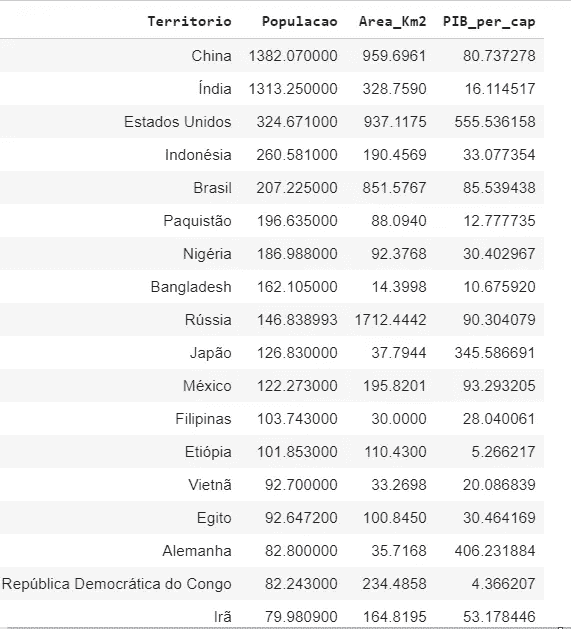 Territorio Populacao Area_Km2 PIB_per_cap
China 1382.070000 959.6961 80.737278
Índia 1313.250000 328.7590 16.114517
Estados Unidos 324.671000 937.1175 555.536158
Indonésia 260.581000 190.4569 33.077354
Brasil 207.225000 851.5767 85.539438
Paquistão 196.635000 88.0940 12.777735
Nigéria 186.988000 92.3768 30.402967
Bangladesh 162.105000 14.3998 10.675920
Rússia 146.838993 1712.4442 90.304079
Japão 126.830000 37.7944 345.586691
México 122.273000 195.8201 93.293205
Filipinas 103.743000 30.0000 28.040061
Etiópia 101.853000 110.4300 5.266217
Vietnã 92.700000 33.2698 20.086839
Egito 92.647200 100.8450 30.464169
Alemanha 82.800000 35.7168 406.231884
República Democrática do Congo 82.243000 234.4858 4.366207
Irã 79.980900 164.8195 53.178446